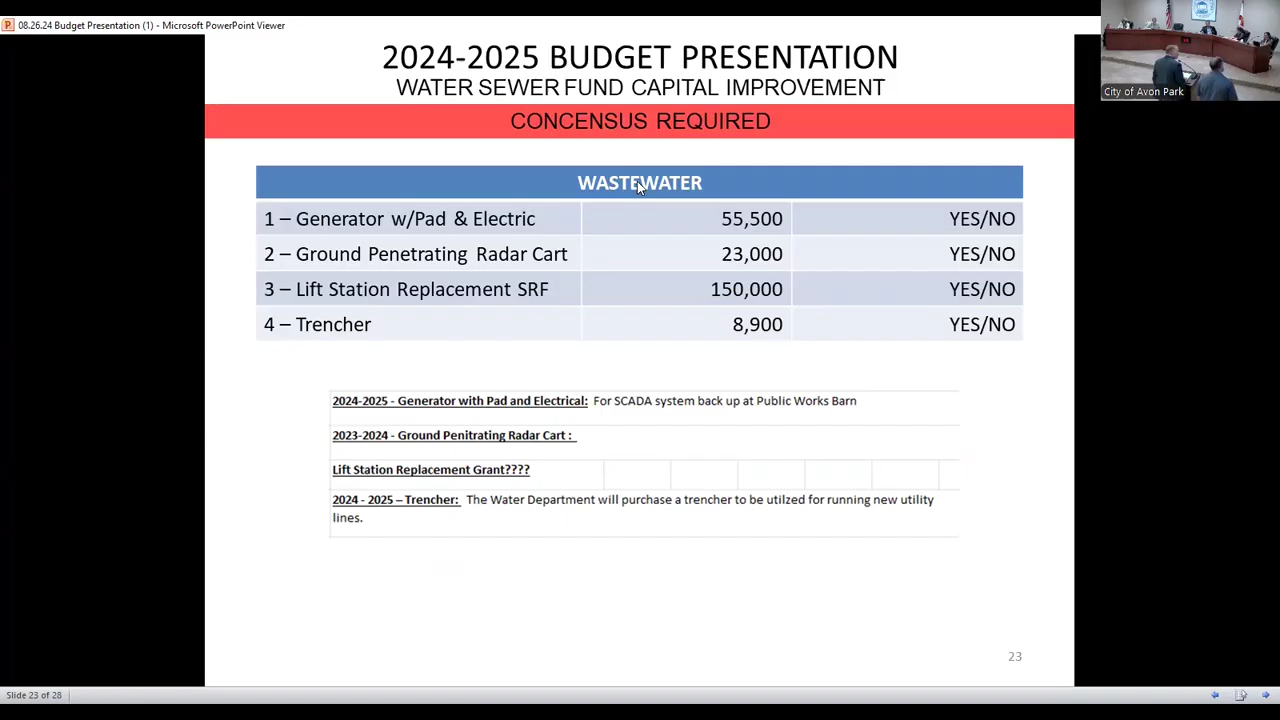 08.26.24 Budget Presentation (1) - Microsoft PowerPoint Viewer
2024-2025 BUDGET PRESENTATION
WATER SEWER FUND CAPITAL IMPROVEMENT
CONCENSUS REQUIRED
City of Avon Park
WASTEWATER
1 – Generator w/Pad & Electric 55,500 YES/NO
2 – Ground Penetrating Radar Cart 23,000 YES/NO
3 – Lift Station Replacement SRF 150,000 YES/NO
4 – Trencher 8,900 YES/NO
2024-2025 - Generator with Pad and Electrical: For SCADA system back up at Public Works Barn
2023-2024 - Ground Penitrating Radar Cart :
Lift Station Replacement Grant????
2024 - 2025 – Trencher: The Water Department will purchase a trencher to be utilzed for running new utility
lines.
23
Slide 23 of 28